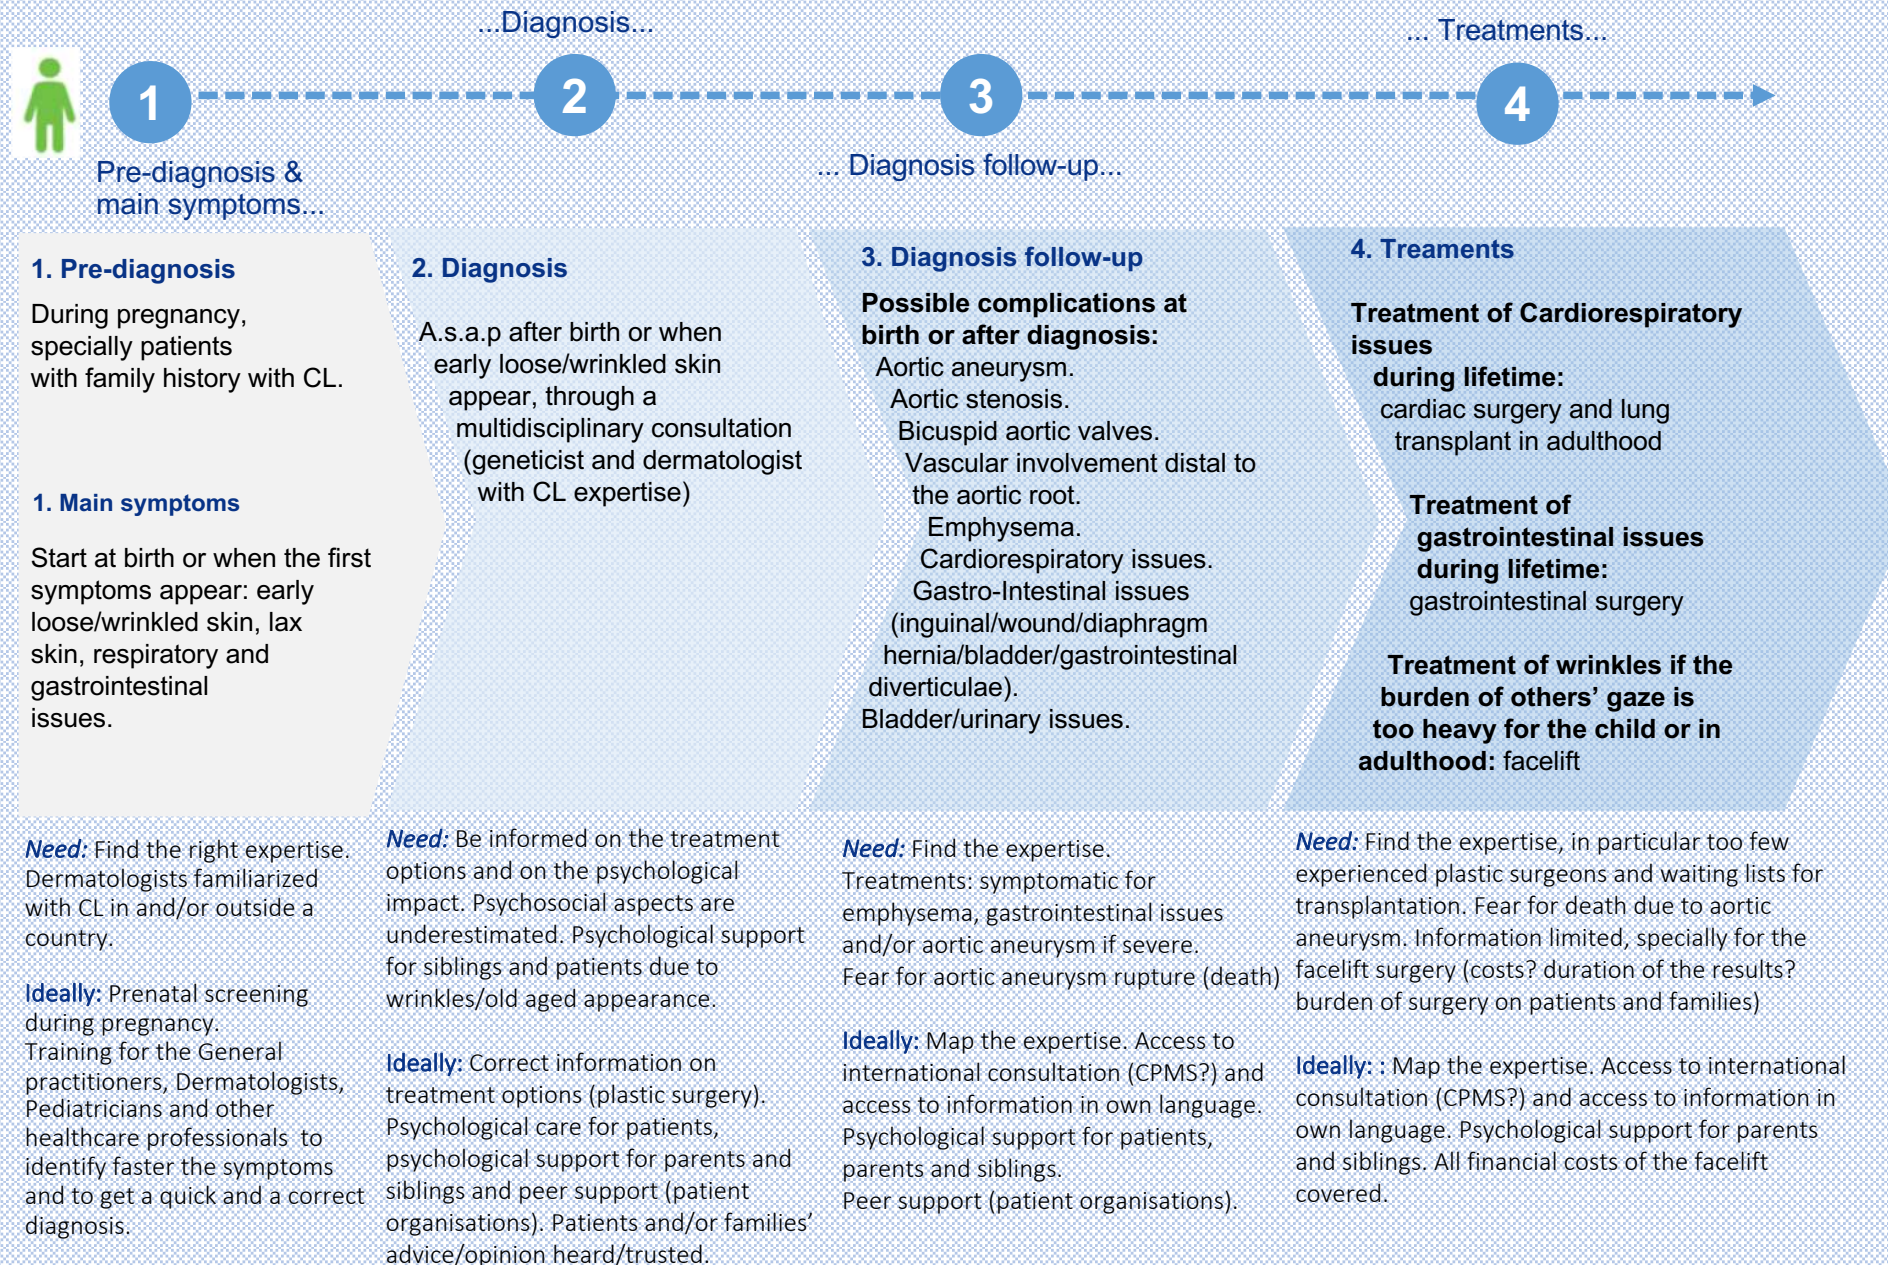 ...Diagnosis...
... Treatments...
1
2
3
4
Pre-diagnosis &
main symptoms...
... Diagnosis follow-up...
1. Pre-diagnosis
During pregnancy,
specially patients
with family history with CL.
1. Main symptoms
Start at birth or when the first
symptoms appear: early
loose/wrinkled skin, lax
skin, respiratory and
gastrointestinal
issues.
2. Diagnosis
A.s.a.p after birth or when
early loose/wrinkled skin
appear, through a
multidisciplinary consultation
(geneticist and dermatologist
with CL expertise)
3. Diagnosis follow-up
Possible complications at
birth or after diagnosis:
Aortic aneurysm.
Aortic stenosis.
Bicuspid aortic valves.
Vascular involvement distal to
the aortic root.
Emphysema.
Cardiorespiratory issues.
Gastro-Intestinal issues
(inguinal/wound/diaphragm
hernia/bladder/gastrointestinal
diverticulae).
Bladder/urinary issues.
4. Treaments
Treatment of Cardiorespiratory
issues
during lifetime:
cardiac surgery and lung
transplant in adulthood
Treatment of
gastrointestinal issues
during lifetime:
gastrointestinal surgery
Treatment of wrinkles if the
burden of others’ gaze is
too heavy for the child or in
adulthood: facelift
Need: Find the right expertise.
Dermatologists familiarized
with CL in and/or outside a
country.
Ideally: Prenatal screening
during pregnancy.
Training for the General
practitioners, Dermatologists,
Pediatricians and other
healthcare professionals to
identify faster the symptoms
and to get a quick and a correct
diagnosis.
Need: Be informed on the treatment
options and on the psychological
impact. Psychosocial aspects are
underestimated. Psychological support
for siblings and patients due to
wrinkles/old aged appearance.
Ideally: Correct information on
treatment options (plastic surgery).
Psychological care for patients,
psychological support for parents and
siblings and peer support (patient
organisations). Patients and/or families’
advice/opinion heard/trusted.
Need: Find the expertise.
Treatments: symptomatic for
emphysema, gastrointestinal issues
and/or aortic aneurysm if severe.
Fear for aortic aneurysm rupture (death)
Ideally: Map the expertise. Access to
international consultation (CPMS?) and
access to information in own language.
Psychological support for patients,
parents and siblings.
Peer support (patient organisations).
Need: Find the expertise, in particular too few
experienced plastic surgeons and waiting lists for
transplantation. Fear for death due to aortic
aneurysm. Information limited, specially for the
facelift surgery (costs? duration of the results?
burden of surgery on patients and families)
Ideally: : Map the expertise. Access to international
consultation (CPMS?) and access to information in
own language. Psychological support for parents
and siblings. All financial costs of the facelift
covered.